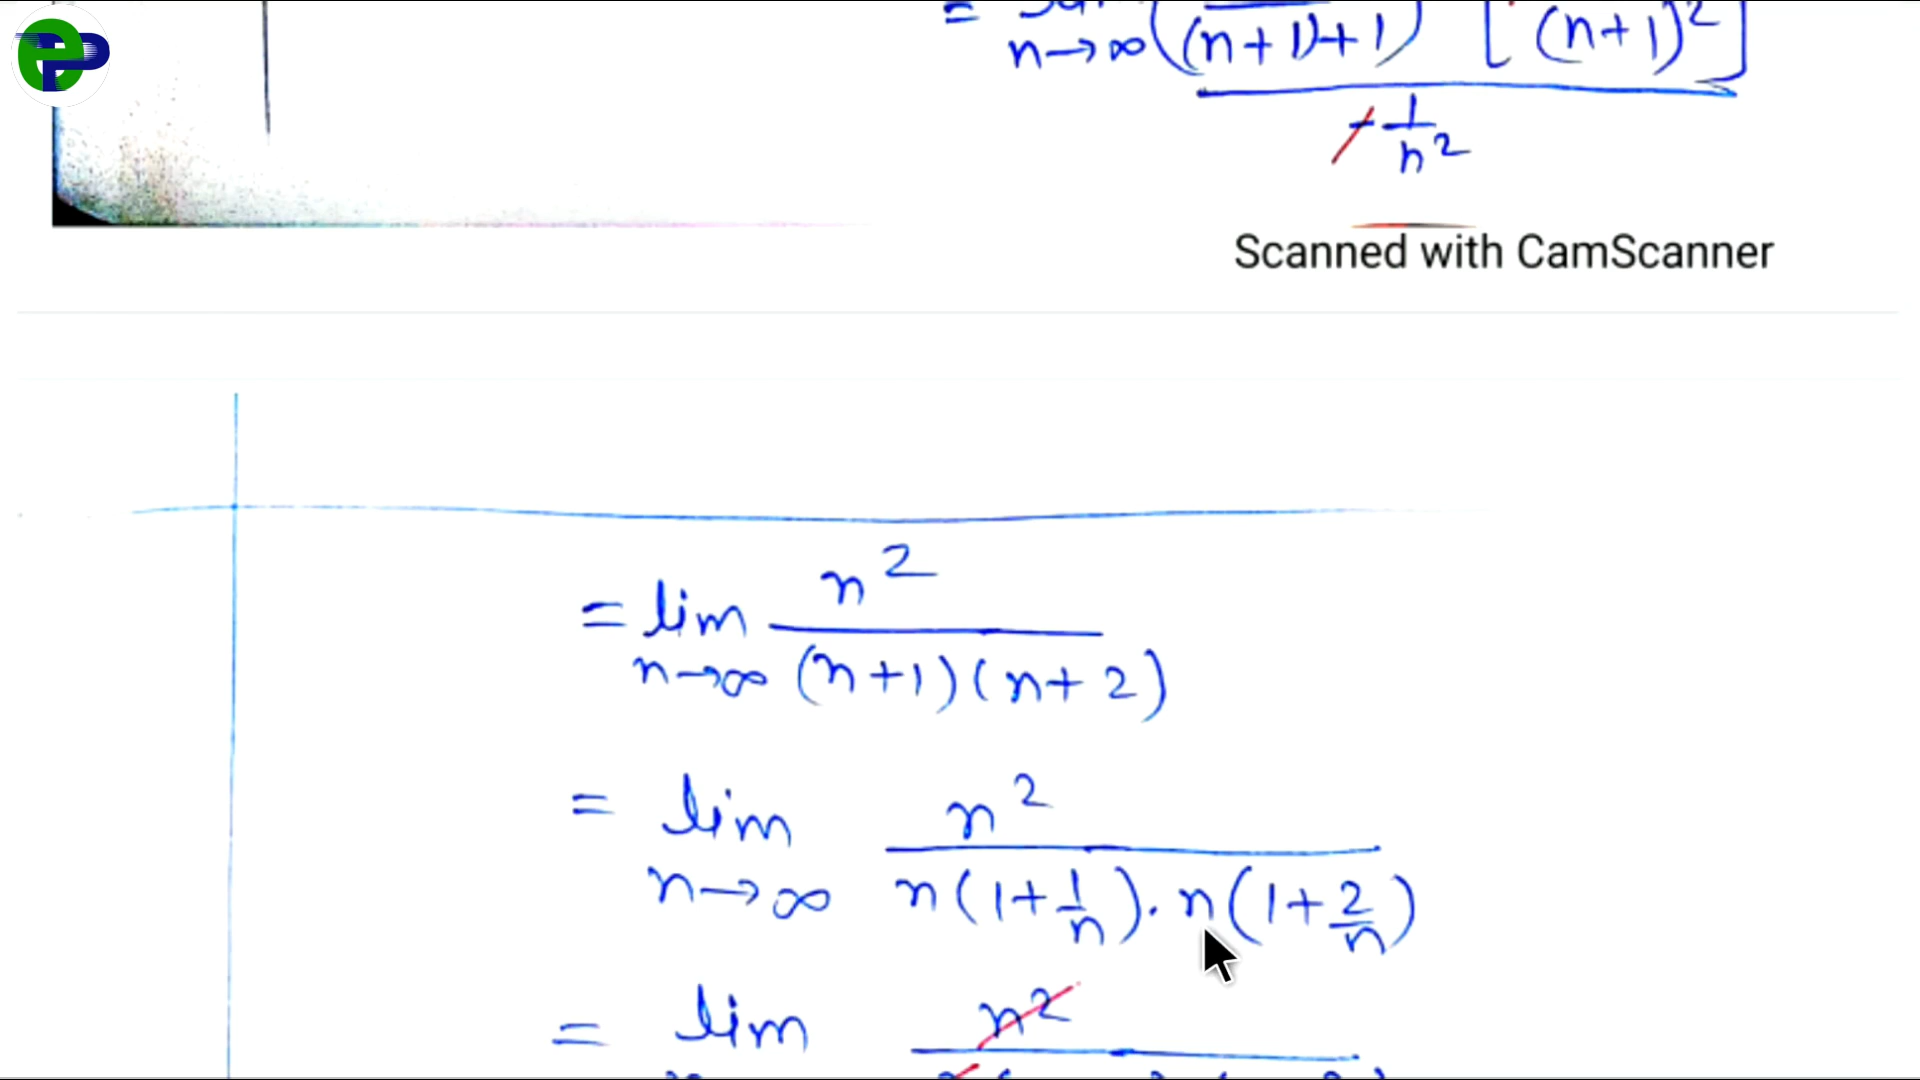 eP
=
n→∞ ((n+1)+1) [ (n+1)²]
- 1/n²
Scanned with CamScanner
= lim n²
n→∞ (n+1)(n+2)
= lim n²
n→∞ n(1+1/n).n(1+2/n)
= lim n²